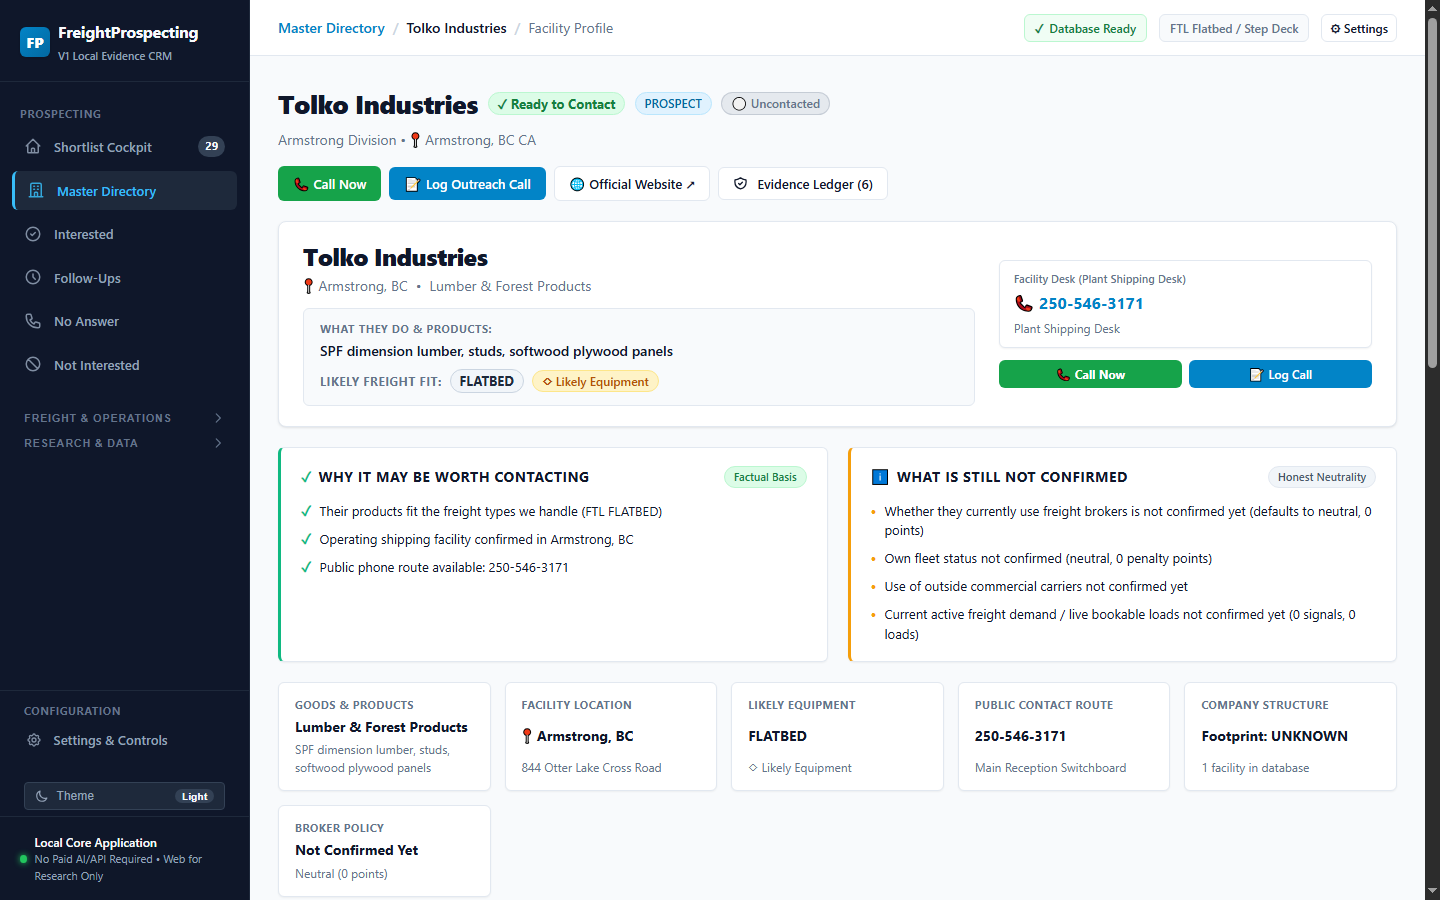 FP
FreightProspecting
V1 Local Evidence CRM
PROSPECTING
Shortlist Cockpit 29
Master Directory
Interested
Follow-Ups
No Answer
Not Interested
FREIGHT & OPERATIONS
RESEARCH & DATA
CONFIGURATION
Settings & Controls
Theme Light
Local Core Application
No Paid AI/API Required • Web for
Research Only
Master Directory / Tolko Industries / Facility Profile
✓ Database Ready
FTL Flatbed / Step Deck
⚙ Settings
Tolko Industries
✓ Ready to Contact
PROSPECT
Uncontacted
Armstrong Division • 📍 Armstrong, BC CA
📞 Call Now
📝 Log Outreach Call
🌐 Official Website ↗
Evidence Ledger (6)
Tolko Industries
📍 Armstrong, BC • Lumber & Forest Products
WHAT THEY DO & PRODUCTS:
SPF dimension lumber, studs, softwood plywood panels
LIKELY FREIGHT FIT: FLATBED ◇ Likely Equipment
Facility Desk (Plant Shipping Desk)
📞 250-546-3171
Plant Shipping Desk
📞 Call Now
📝 Log Call
✓ WHY IT MAY BE WORTH CONTACTING
Factual Basis
✓ Their products fit the freight types we handle (FTL FLATBED)
✓ Operating shipping facility confirmed in Armstrong, BC
✓ Public phone route available: 250-546-3171
ℹ WHAT IS STILL NOT CONFIRMED
Honest Neutrality
• Whether they currently use freight brokers is not confirmed yet (defaults to neutral, 0
points)
• Own fleet status not confirmed (neutral, 0 penalty points)
• Use of outside commercial carriers not confirmed yet
• Current active freight demand / live bookable loads not confirmed yet (0 signals, 0
loads)
GOODS & PRODUCTS
Lumber & Forest Products
SPF dimension lumber, studs,
softwood plywood panels
FACILITY LOCATION
📍 Armstrong, BC
844 Otter Lake Cross Road
LIKELY EQUIPMENT
FLATBED
◇ Likely Equipment
PUBLIC CONTACT ROUTE
250-546-3171
Main Reception Switchboard
COMPANY STRUCTURE
Footprint: UNKNOWN
1 facility in database
BROKER POLICY
Not Confirmed Yet
Neutral (0 points)